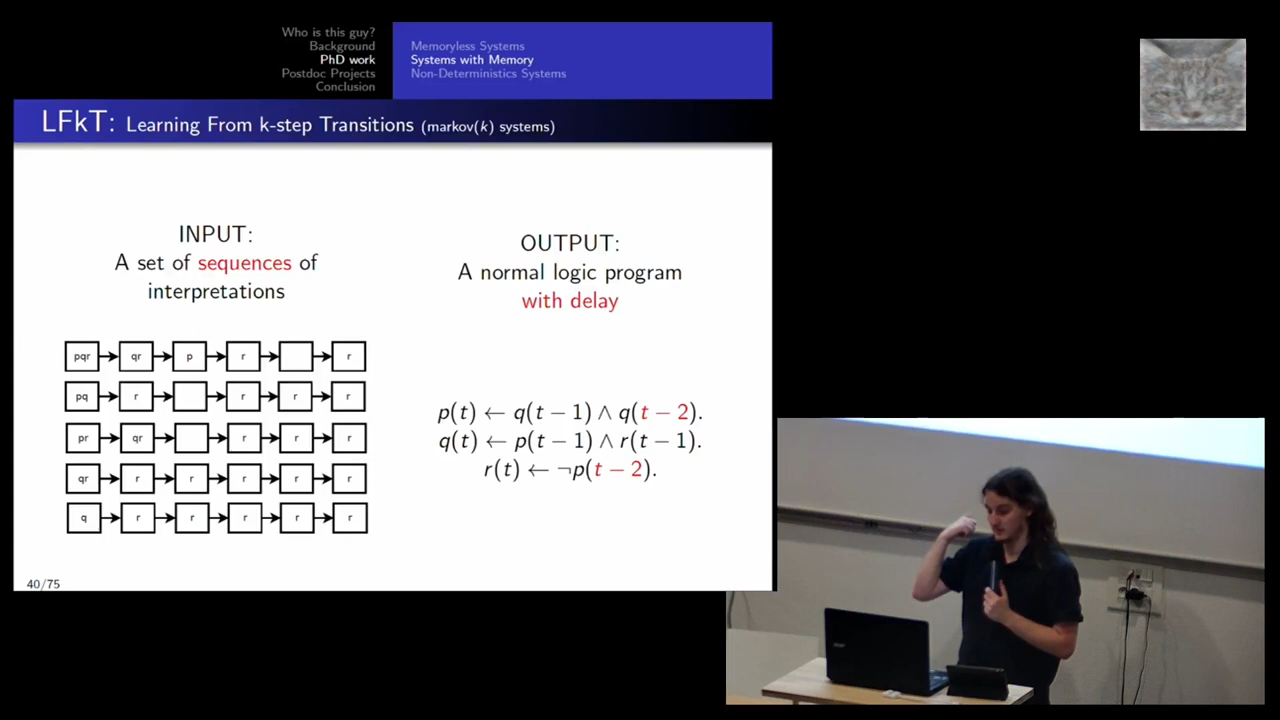 Who is this guy?
Background
PhD work
Postdoc Projects
Conclusion
Memoryless Systems
Systems with Memory
Non-Deterministics Systems
LFkT: Learning From k-step Transitions (markov(k) systems)
INPUT:
A set of sequences of
interpretations
pqr qr p r r
pq r r r r
pr qr r r r
qr r r r r r
q r r r r r
OUTPUT:
A normal logic program
with delay
p(t) ← q(t − 1) ∧ q(t − 2).
q(t) ← p(t − 1) ∧ r(t − 1).
r(t) ← ¬p(t − 2).
40/75